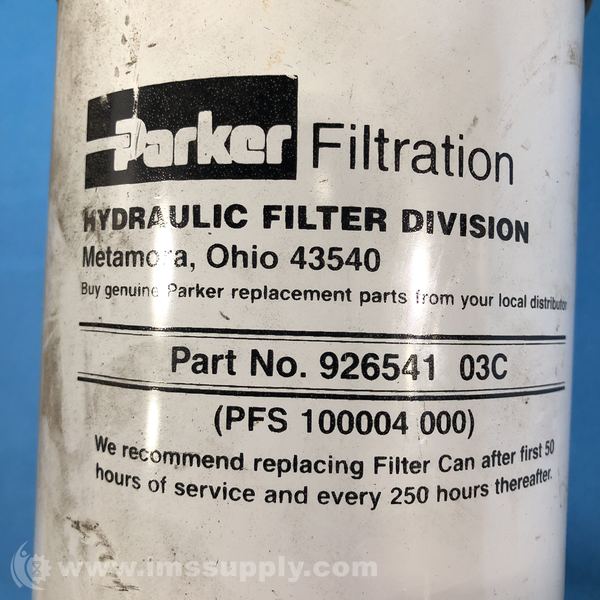 Parker Filtration
HYDRAULIC FILTER DIVISION
Metamora, Ohio 43540
Buy genuine Parker replacement parts from your local distributor
Part No. 926541 03C
(PFS 100004 000)
We recommend replacing Filter Can after first 50
hours of service and every 250 hours thereafter.
www.imssupply.com